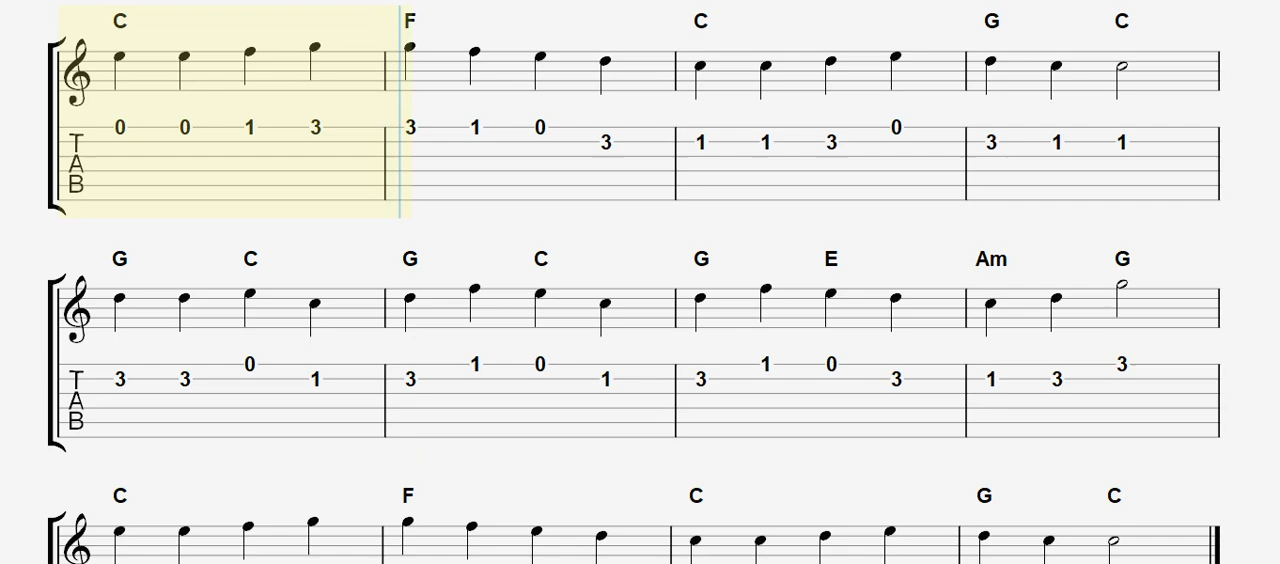 C F C G C
0 0 1 3 3 1 0 0
T 3 1 1 3 3 1 1
A
B
G C G C G E Am G
0 1 0 1 0 3
T 3 3 1 3 1 3 3 1 3
A
B
C F C G C